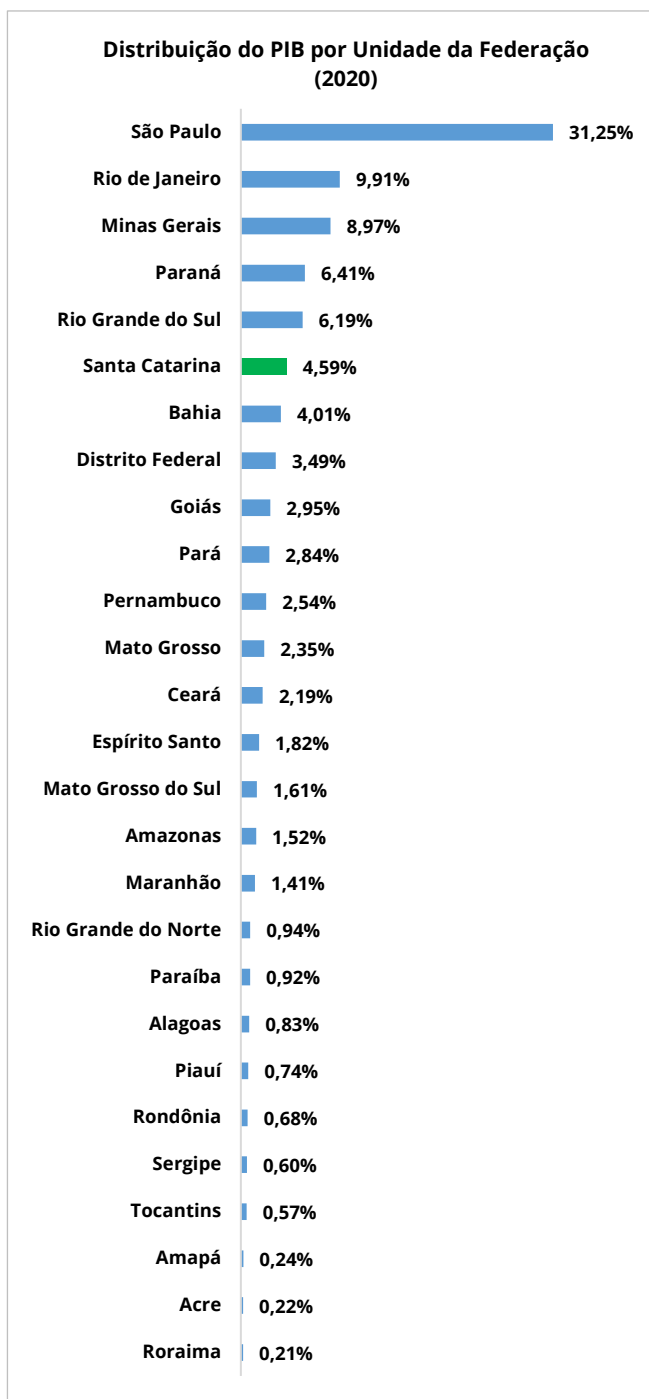 Distribuição do PIB por Unidade da Federação
(2020)
São Paulo 31,25%
Rio de Janeiro 9,91%
Minas Gerais 8,97%
Paraná 6,41%
Rio Grande do Sul 6,19%
Santa Catarina 4,59%
Bahia 4,01%
Distrito Federal 3,49%
Goiás 2,95%
Pará 2,84%
Pernambuco 2,54%
Mato Grosso 2,35%
Ceará 2,19%
Espírito Santo 1,82%
Mato Grosso do Sul 1,61%
Amazonas 1,52%
Maranhão 1,41%
Rio Grande do Norte 0,94%
Paraíba 0,92%
Alagoas 0,83%
Piauí 0,74%
Rondônia 0,68%
Sergipe 0,60%
Tocantins 0,57%
Amapá 0,24%
Acre 0,22%
Roraima 0,21%